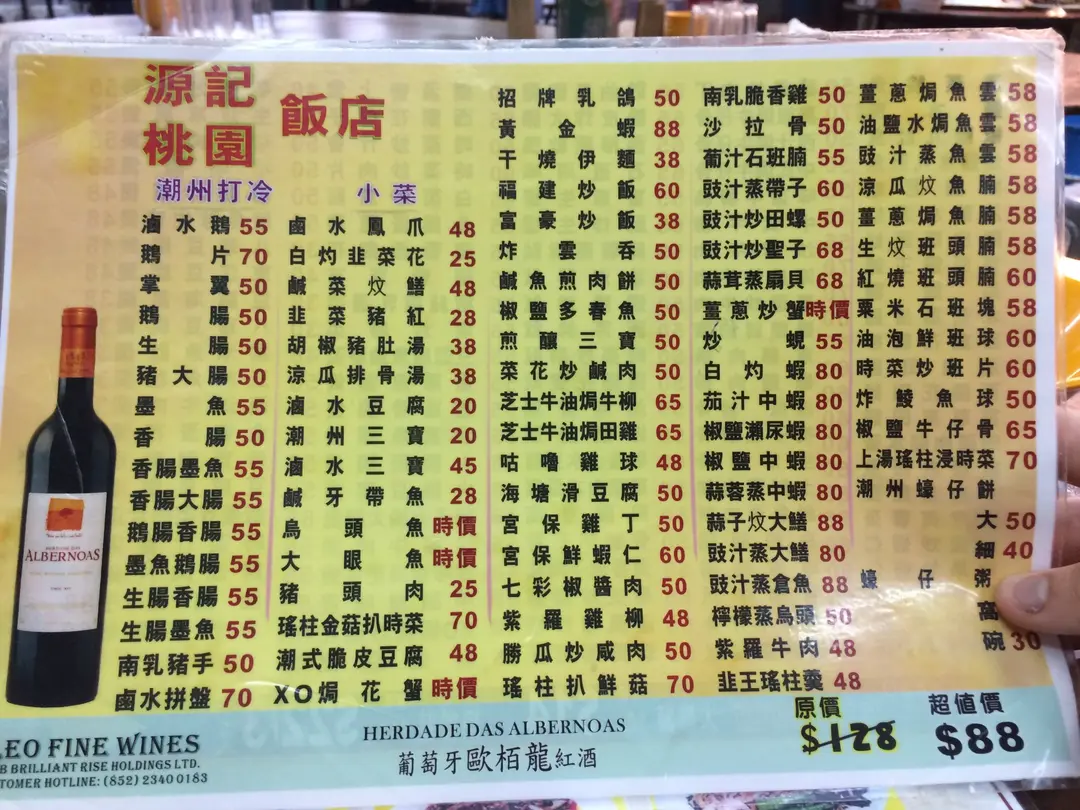 源記
桃園
飯店
潮州打冷
滷水鵝 55
鵝片 70
掌翼 50
鵝腸 50
生腸 50
豬大腸 50
墨魚 55
香腸 50
香腸墨魚 55
香腸大腸 55
鵝腸香腸 55
墨魚鵝腸 55
生腸香腸 55
生腸墨魚 55
南乳豬手 50
鹵水拼盤 70
小菜
鹵水鳳爪 48
白灼韭菜花 25
鹹菜炆鱔 48
韭菜豬紅 28
胡椒豬肚湯 38
涼瓜排骨湯 38
滷水豆腐 20
潮州三寶 20
滷水三寶 45
鹹牙帶魚 28
烏頭魚 時價
大眼魚 時價
豬頭肉 25
瑤柱金菇扒時菜 70
潮式脆皮豆腐 48
XO焗花蟹 時價
招牌乳鴿 50
黃金蝦 88
干燒伊麵 38
福建炒飯 60
富豪炒飯 38
炸雲吞 50
鹹魚煎肉餅 50
椒鹽多春魚 50
煎釀三寶 50
菜花炒鹹肉 50
芝士牛油焗牛柳 65
芝士牛油焗田雞 65
咕嚕雞球 48
海塘滑豆腐 50
宮保雞丁 50
宮保鮮蝦仁 60
七彩椒醬肉 50
紫羅雞柳 48
勝瓜炒咸肉 50
瑤柱扒鮮菇 70
南乳脆香雞 50
沙拉骨 50
葡汁石班腩 55
豉汁蒸帶子 60
豉汁炒田螺 50
豉汁炒聖子 68
蒜茸蒸扇貝 68
薑蔥炒蟹 時價
炒蜆 55
白灼蝦 80
茄汁中蝦 80
椒鹽瀨尿蝦 80
椒鹽中蝦 80
蒜蓉蒸中蝦 80
蒜子炆大鱔 88
豉汁蒸大鱔 80
豉汁蒸倉魚 88
檸檬蒸烏頭 50
紫羅牛肉 48
韭王瑤柱羹 48
薑蔥焗魚雲 58
油鹽水焗魚雲 58
豉汁蒸魚雲 58
涼瓜炆魚腩 58
薑蔥焗魚腩 58
生炆班頭腩 58
紅燒班頭腩 60
粟米石班塊 58
油泡鮮班球 60
時菜炒班片 60
炸鯪魚球 50
椒鹽牛仔骨 65
上湯瑤柱浸時菜 70
潮州蠔仔餅
大 50
細 40
蠔仔粥
窩
碗 30
HERDADE DAS
ALBERNOAS
LEO FINE WINES
B BRILLIANT RISE HOLDINGS LTD.
TOMER HOTLINE: (852) 2340 0183
HERDADE DAS ALBERNOAS
葡萄牙歐栢龍紅酒
原價
$128
超值價
$88